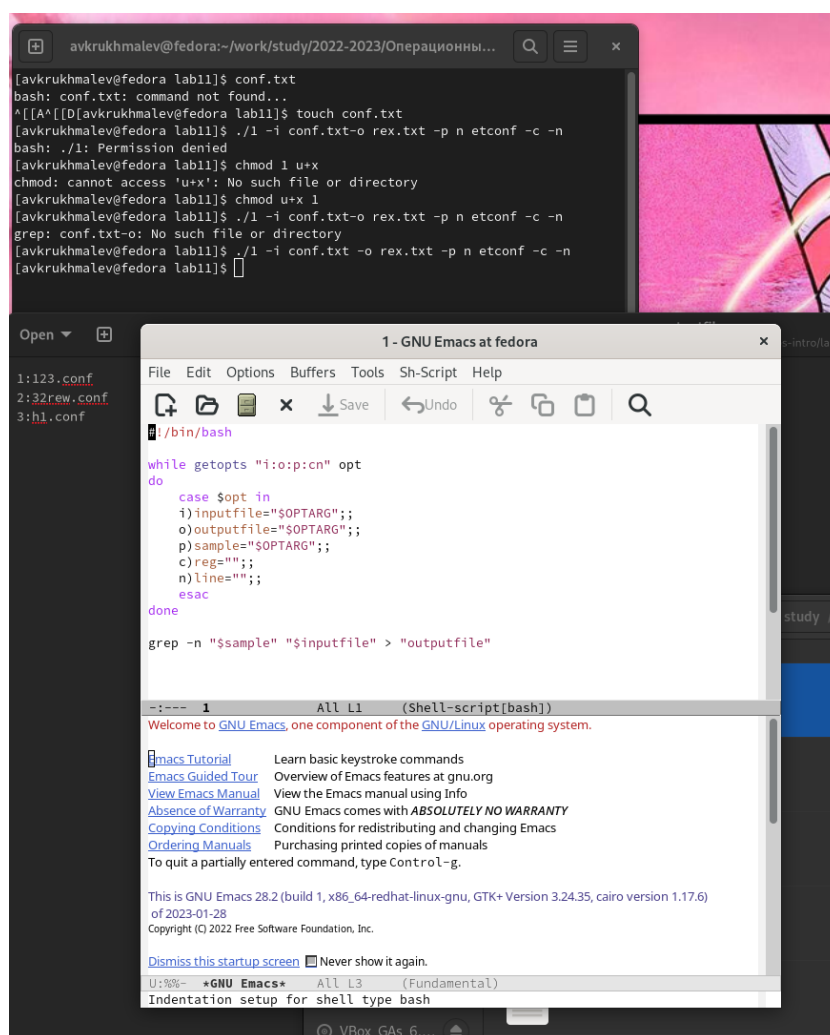 avkrukhmalev@fedora:~/work/study/2022-2023/Операционны...
[avkrukhmalev@fedora lab11]$ conf.txt
bash: conf.txt: command not found...
^[[A^[[D[avkrukhmalev@fedora lab11]$ touch conf.txt
[avkrukhmalev@fedora lab11]$ ./1 -i conf.txt-o rex.txt -p n etconf -c -n
bash: ./1: Permission denied
[avkrukhmalev@fedora lab11]$ chmod 1 u+x
chmod: cannot access 'u+x': No such file or directory
[avkrukhmalev@fedora lab11]$ chmod u+x 1
[avkrukhmalev@fedora lab11]$ ./1 -i conf.txt-o rex.txt -p n etconf -c -n
grep: conf.txt-o: No such file or directory
[avkrukhmalev@fedora lab11]$ ./1 -i conf.txt -o rex.txt -p n etconf -c -n
[avkrukhmalev@fedora lab11]$
Open
s-intro/la
1:123.conf
2:32rew.conf
3:h1.conf
1 - GNU Emacs at fedora
File Edit Options Buffers Tools Sh-Script Help
Save Undo
#!/bin/bash
while getopts "i:o:p:cn" opt
do
case $opt in
i)inputfile="$OPTARG";;
o)outputfile="$OPTARG";;
p)sample="$OPTARG";;
c)reg="";;
n)line="";;
esac
done
grep -n "$sample" "$inputfile" > "outputfile"
study /
-:--- 1 All L1 (Shell-script[bash])
Welcome to GNU Emacs, one component of the GNU/Linux operating system.
Emacs Tutorial Learn basic keystroke commands
Emacs Guided Tour Overview of Emacs features at gnu.org
View Emacs Manual View the Emacs manual using Info
Absence of Warranty GNU Emacs comes with ABSOLUTELY NO WARRANTY
Copying Conditions Conditions for redistributing and changing Emacs
Ordering Manuals Purchasing printed copies of manuals
To quit a partially entered command, type Control-g.
This is GNU Emacs 28.2 (build 1, x86_64-redhat-linux-gnu, GTK+ Version 3.24.35, cairo version 1.17.6)
of 2023-01-28
Copyright (C) 2022 Free Software Foundation, Inc.
Dismiss this startup screen Never show it again.
U:%%- *GNU Emacs* All L3 (Fundamental)
Indentation setup for shell type bash
VBox_GAs_6....